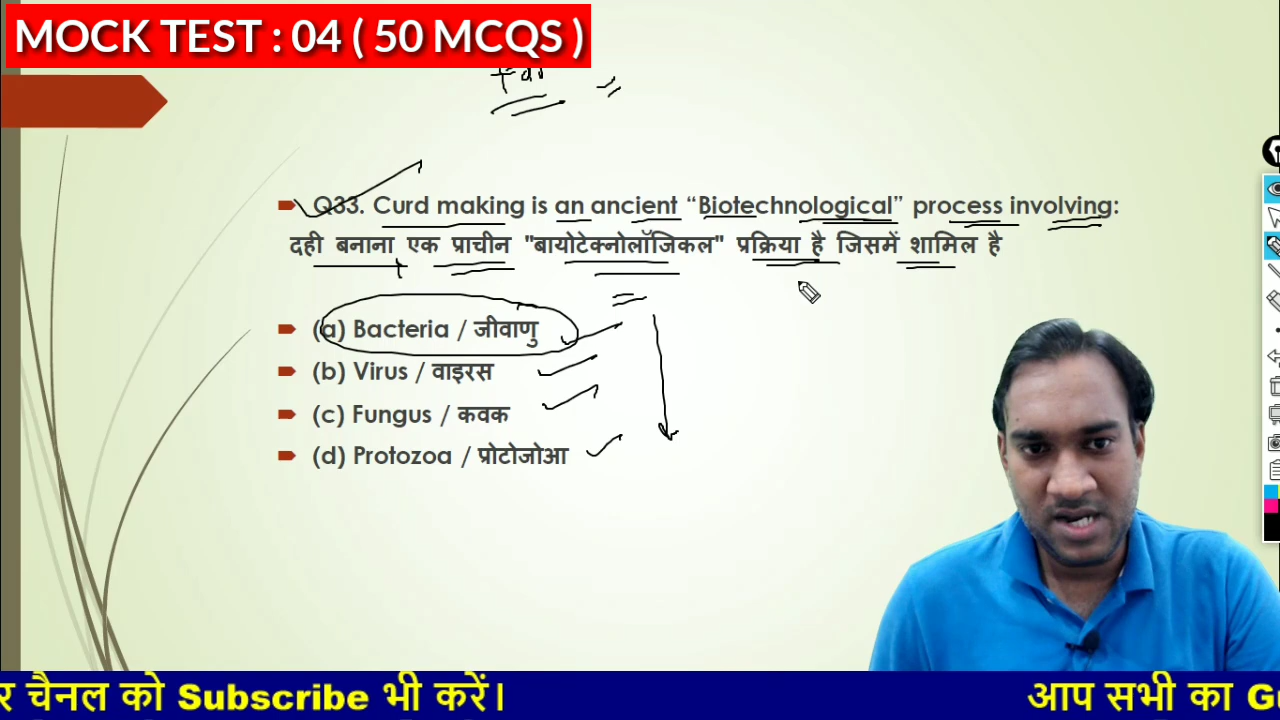 MOCK TEST : 04 ( 50 MCQS )
Q33. Curd making is an ancient “Biotechnological” process involving:
दही बनाना एक प्राचीन "बायोटेक्नोलॉजिकल" प्रक्रिया है जिसमें शामिल है
(a) Bacteria / जीवाणु
(b) Virus / वाइरस
(c) Fungus / कवक
(d) Protozoa / प्रोटोजोआ
र चैनल को Subscribe भी करें। आप सभी का G